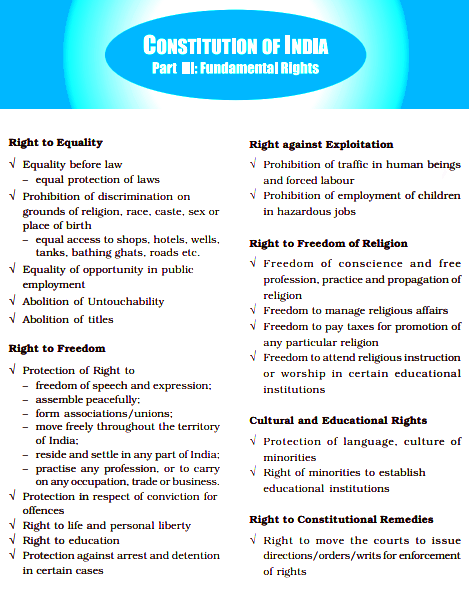 CONSTITUTION OF INDIA
Part III: Fundamental Rights
Right to Equality
√ Equality before law
– equal protection of laws
√ Prohibition of discrimination on
grounds of religion, race, caste, sex or
place of birth
– equal access to shops, hotels, wells,
tanks, bathing ghats, roads etc.
√ Equality of opportunity in public
employment
√ Abolition of Untouchability
√ Abolition of titles
Right to Freedom
√ Protection of Right to
– freedom of speech and expression;
– assemble peacefully;
– form associations/unions;
– move freely throughout the territory
of India;
– reside and settle in any part of India;
– practise any profession, or to carry
on any occupation, trade or business.
√ Protection in respect of conviction for
offences
√ Right to life and personal liberty
√ Right to education
√ Protection against arrest and detention
in certain cases
Right against Exploitation
√ Prohibition of traffic in human beings
and forced labour
√ Prohibition of employment of children
in hazardous jobs
Right to Freedom of Religion
√ Freedom of conscience and free
profession, practice and propagation of
religion
√ Freedom to manage religious affairs
√ Freedom to pay taxes for promotion of
any particular religion
√ Freedom to attend religious instruction
or worship in certain educational
institutions
Cultural and Educational Rights
√ Protection of language, culture of
minorities
√ Right of minorities to establish
educational institutions
Right to Constitutional Remedies
√ Right to move the courts to issue
directions/orders/writs for enforcement
of rights